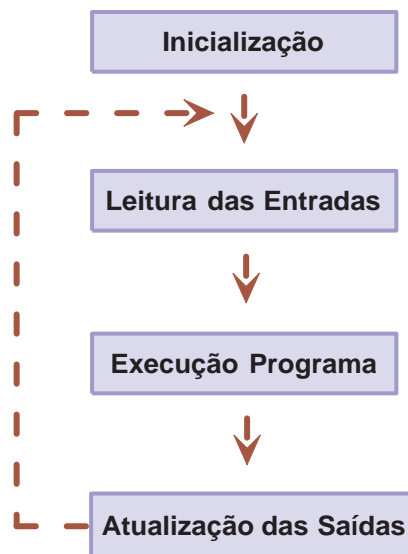 Inicialização
Leitura das Entradas
Execução Programa
Atualização das Saídas